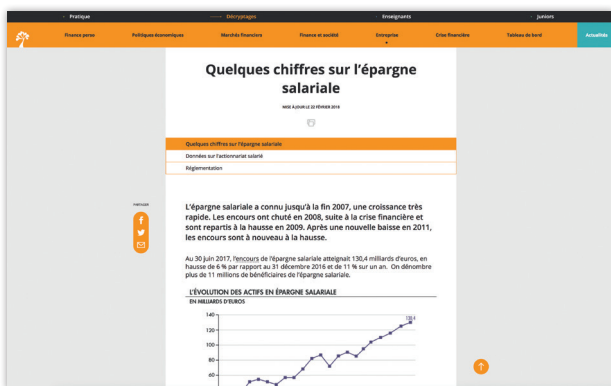 Pratique
Décryptages
Enseignants
Juniors
Finance perso
Politiques économiques
Marchés financiers
Finance et société
Entreprise
Crise financière
Tableau de bord
Actualités
Quelques chiffres sur l'épargne
salariale
MISE À JOUR LE 22 FÉVRIER 2018
Quelques chiffres sur l'épargne salariale
Données sur l'actionnariat salarié
Réglementation
PARTAGER
L'épargne salariale a connu jusqu'à la fin 2007, une croissance très
rapide. Les encours ont chuté en 2008, suite à la crise financière et
sont repartis à la hausse en 2009. Après une nouvelle baisse en 2011,
les encours sont à nouveau à la hausse.
Au 30 juin 2017, l'encours de l'épargne salariale atteignait 130,4 milliards d'euros, en
hausse de 6 % par rapport au 31 décembre 2016 et de 11 % sur un an. On dénombre
plus de 11 millions de bénéficiaires de l'épargne salariale.
L'ÉVOLUTION DES ACTIFS EN ÉPARGNE SALARIALE
EN MILLIARDS D'EUROS
140
130,4
120
100
80
60